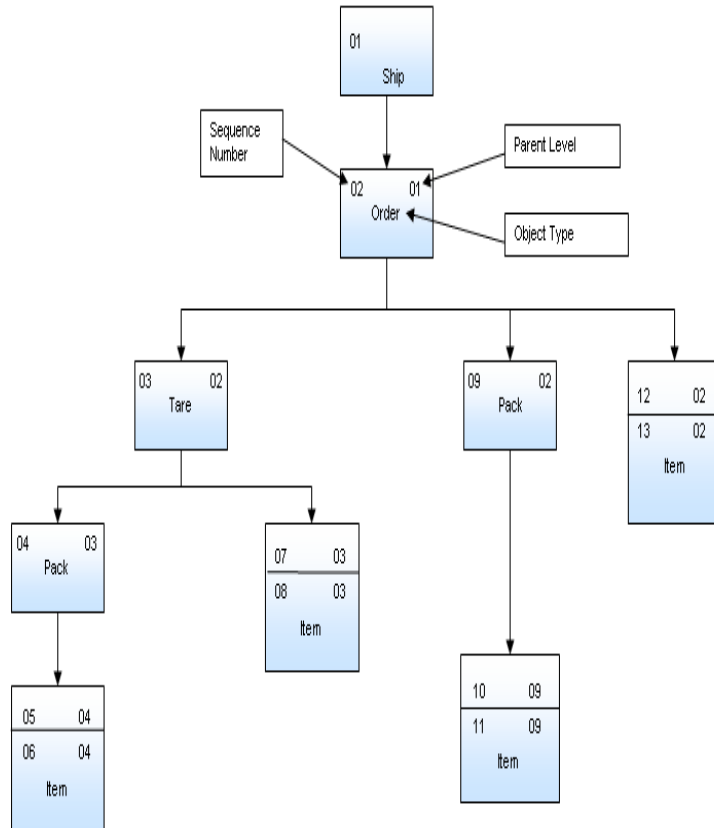 01
Ship
Sequence
Number
Parent Level
02 01
Order
Object Type
03 02
Tare
09 02
Pack
12 02
13 02
Item
04 03
Pack
07 03
08 03
Item
05 04
06 04
Item
10 09
11 09
Item